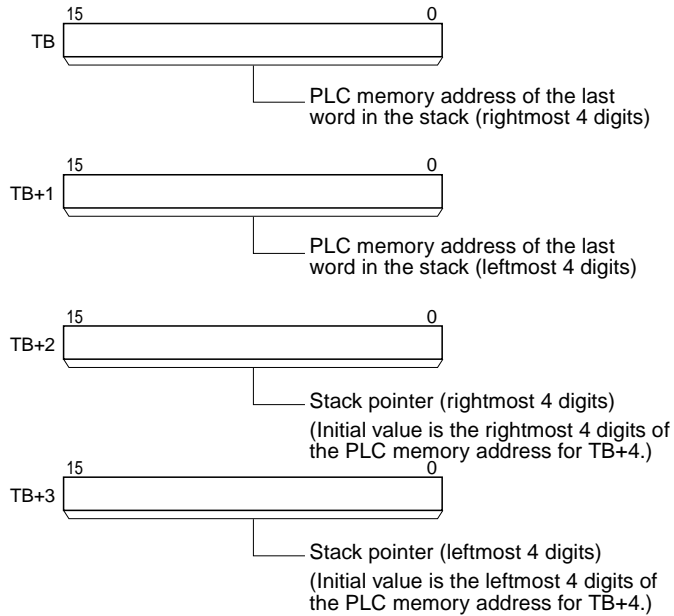 15 0
TB
PLC memory address of the last
word in the stack (rightmost 4 digits)
15 0
TB+1
PLC memory address of the last
word in the stack (leftmost 4 digits)
15 0
TB+2
Stack pointer (rightmost 4 digits)
(Initial value is the rightmost 4 digits of
the PLC memory address for TB+4.)
15 0
TB+3
Stack pointer (leftmost 4 digits)
(Initial value is the leftmost 4 digits of
the PLC memory address for TB+4.)